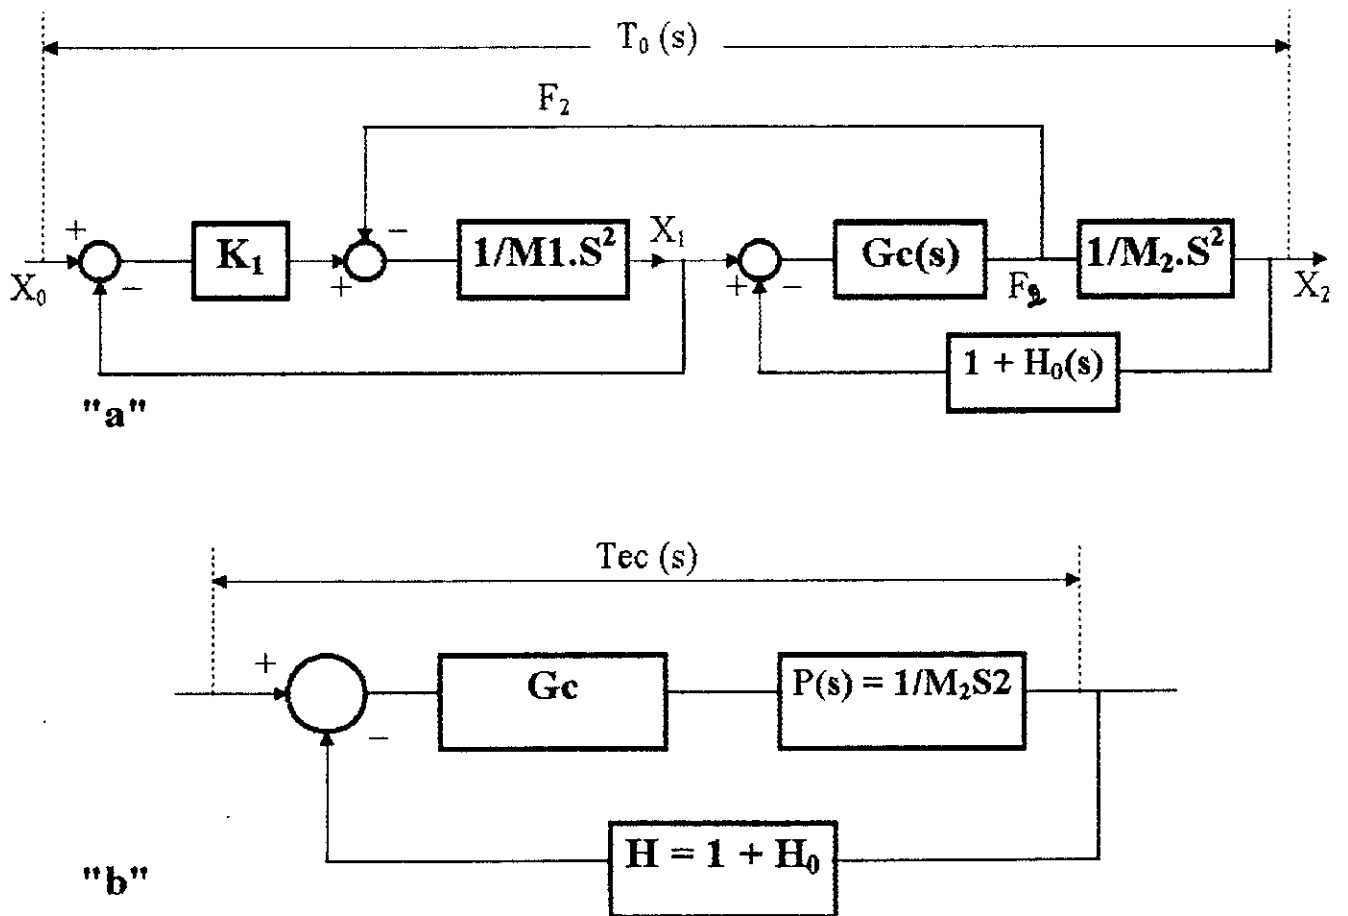 T₀ (s)
F₂
+
−
K₁
−
+
1/M1.S²
X₁
+
−
Gc(s)
F₂
1/M₂.S²
X₀
X₂
1 + H₀(s)
"a"
Tec (s)
+
−
Gc
P(s) = 1/M₂S2
H = 1 + H₀
"b"